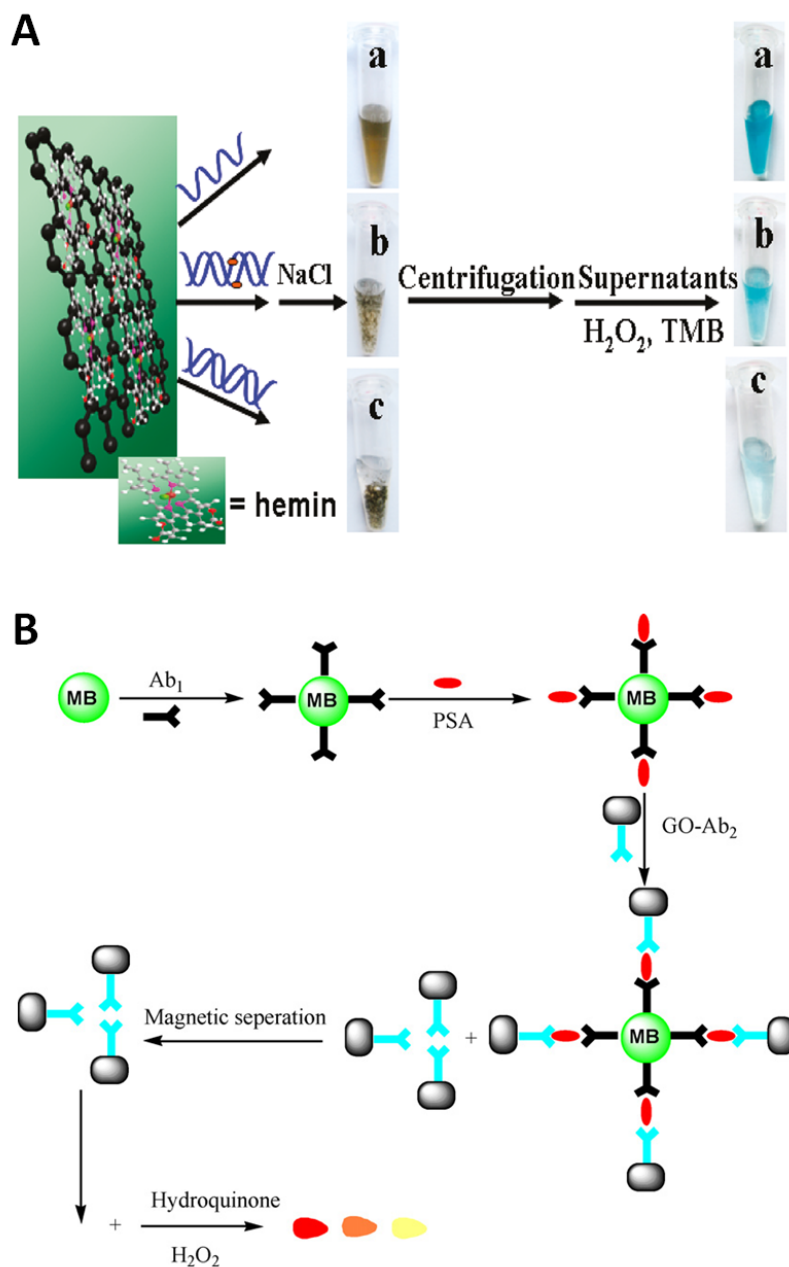 A
a
a
b
NaCl
Centrifugation
Supernatants
H₂O₂, TMB
b
c
c
= hemin
B
MB
Ab₁
MB
PSA
MB
GO-Ab₂
Magnetic seperation
+
MB
+
Hydroquinone
H₂O₂